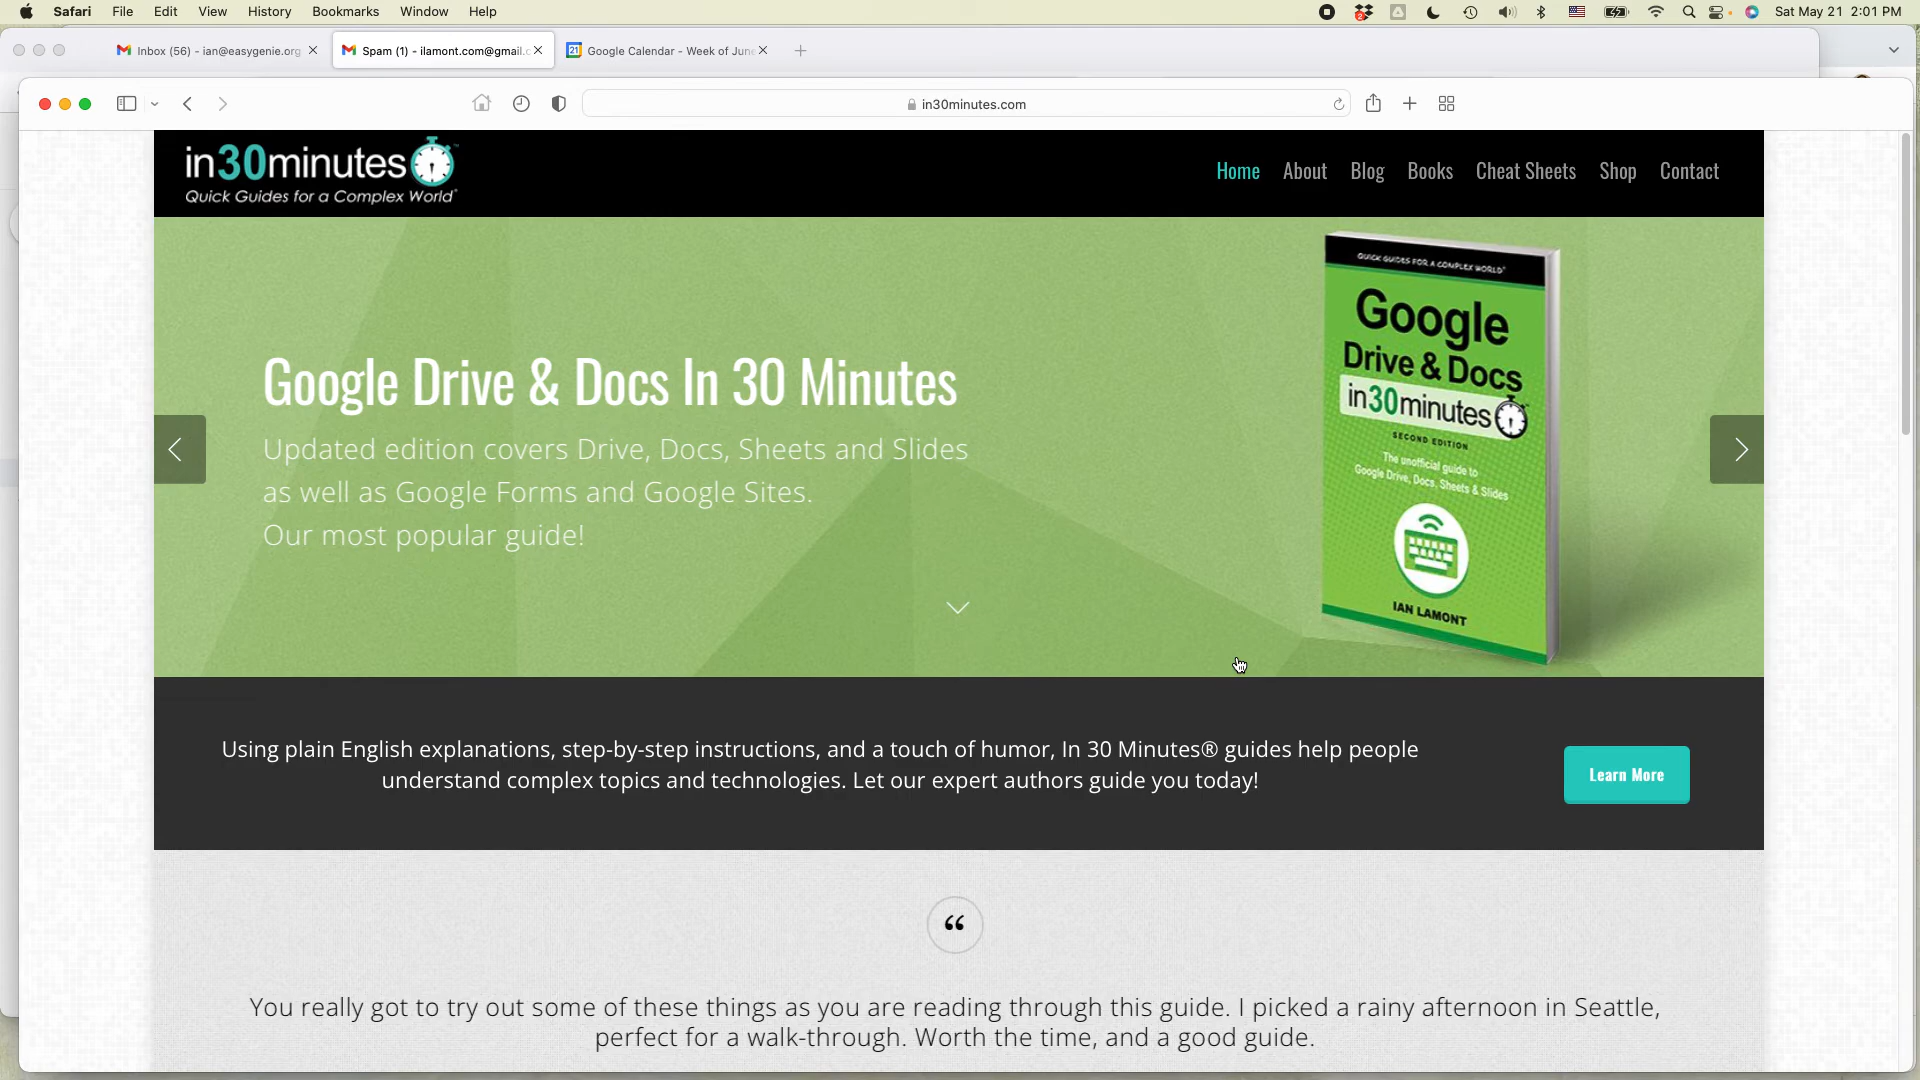 Safari File Edit View History Bookmarks Window Help
Sat May 21 2:01 PM
Inbox (56) - ian@easygenie.org
Spam (1) - ilamont.com@gmail.c
21 Google Calendar - Week of June
in30minutes.com
in30minutes™
Quick Guides for a Complex World®
Home About Blog Books Cheat Sheets Shop Contact
QUICK GUIDES FOR A COMPLEX WORLD®
Google
Drive & Docs
in30minutes™
SECOND EDITION
The unofficial guide to
Google Drive, Docs, Sheets & Slides
IAN LAMONT
Google Drive & Docs In 30 Minutes
Updated edition covers Drive, Docs, Sheets and Slides
as well as Google Forms and Google Sites.
Our most popular guide!
Using plain English explanations, step-by-step instructions, and a touch of humor, In 30 Minutes® guides help people
understand complex topics and technologies. Let our expert authors guide you today!
Learn More
“
You really got to try out some of these things as you are reading through this guide. I picked a rainy afternoon in Seattle,
perfect for a walk-through. Worth the time, and a good guide.